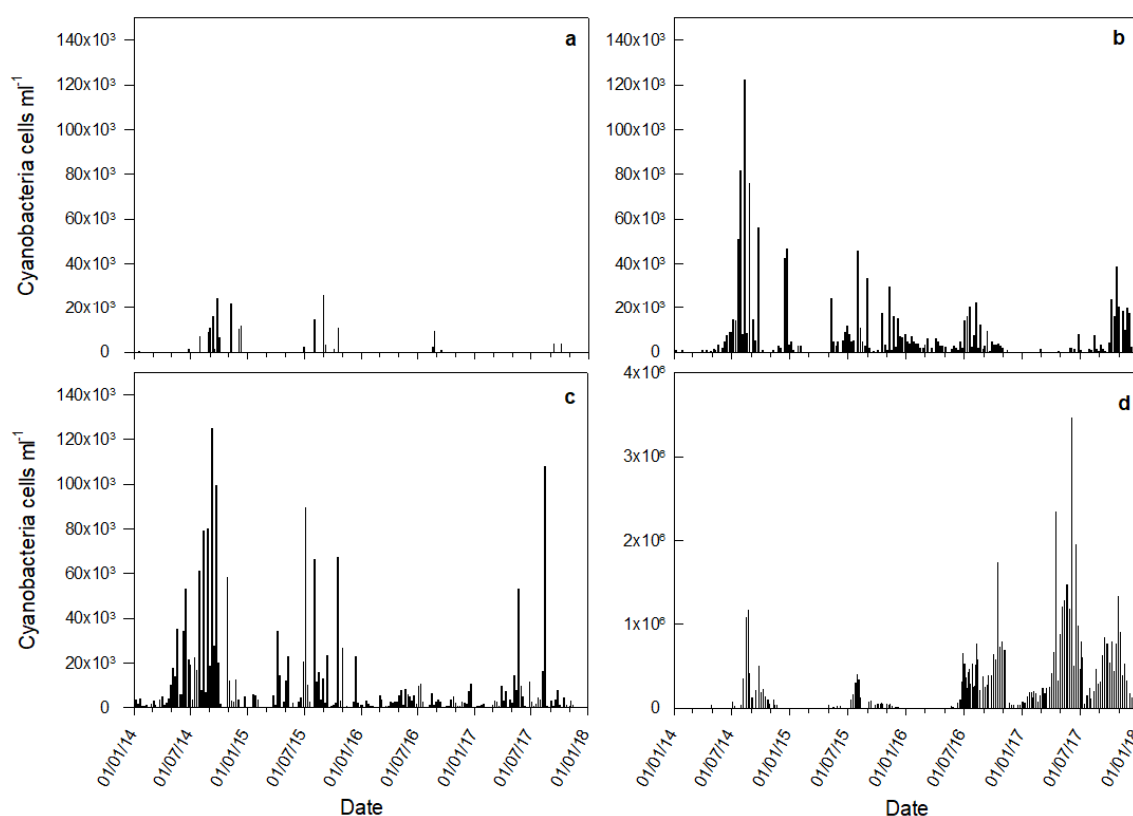 a
140x10³
120x10³
100x10³
80x10³
60x10³
40x10³
20x10³
0
Cyanobacteria cells ml⁻¹
b
140x10³
120x10³
100x10³
80x10³
60x10³
40x10³
20x10³
0
c
140x10³
120x10³
100x10³
80x10³
60x10³
40x10³
20x10³
0
Cyanobacteria cells ml⁻¹
01/01/14
01/07/14
01/01/15
01/07/15
01/01/16
01/07/16
01/01/17
01/07/17
01/01/18
Date
d
4x10⁶
3x10⁶
2x10⁶
1x10⁶
0
01/01/14
01/07/14
01/01/15
01/07/15
01/01/16
01/07/16
01/01/17
01/07/17
01/01/18
Date